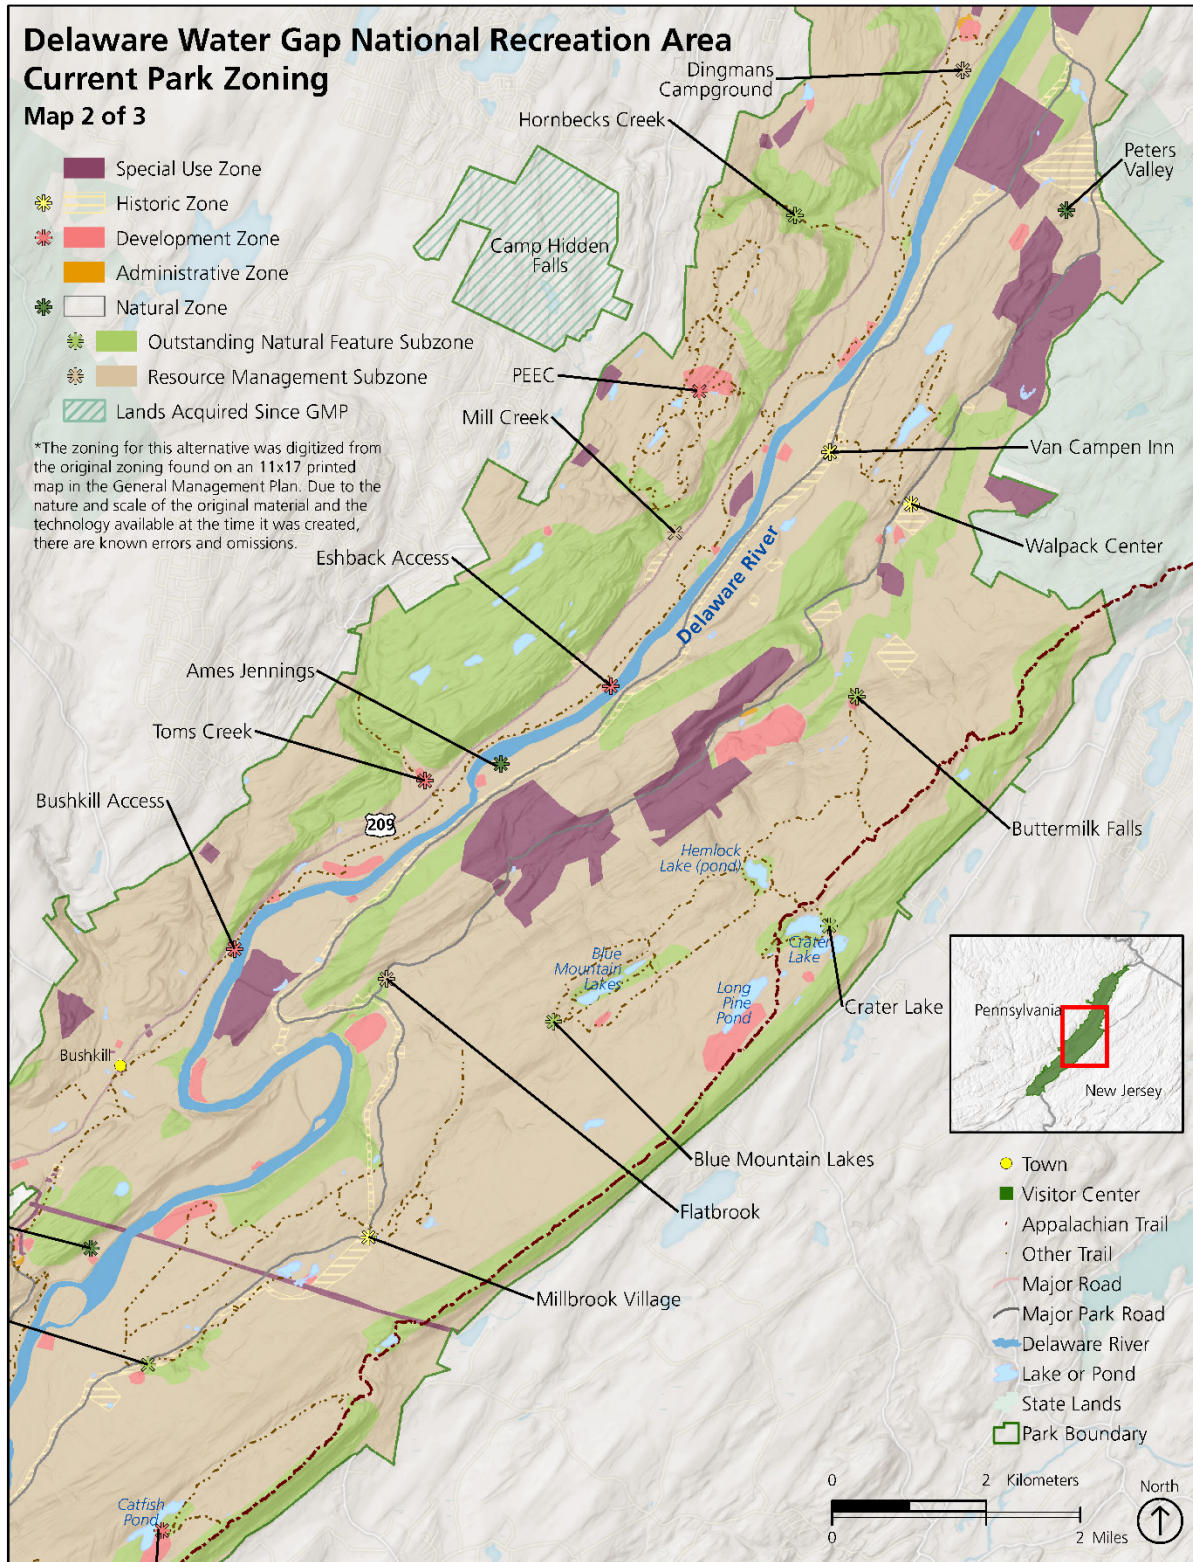 Delaware Water Gap National Recreation Area
Current Park Zoning
Map 2 of 3
Special Use Zone
Historic Zone
Development Zone
Administrative Zone
Natural Zone
Outstanding Natural Feature Subzone
Resource Management Subzone
Lands Acquired Since GMP
*The zoning for this alternative was digitized from
the original zoning found on an 11x17 printed
map in the General Management Plan. Due to the
nature and scale of the original material and the
technology available at the time it was created,
there are known errors and omissions.
Dingmans
Campground
Hornbecks Creek
Peters
Valley
Camp Hidden
Falls
PEEC
Mill Creek
Van Campen Inn
Walpack Center
Eshback Access
Delaware River
Ames Jennings
Toms Creek
Bushkill Access
209
Buttermilk Falls
Hemlock
Lake (pond)
Crater
Lake
Blue
Mountain
Lakes
Long
Pine
Pond
Crater Lake
Bushkill
Blue Mountain Lakes
Flatbrook
Millbrook Village
Catfish
Pond
Pennsylvania
New Jersey
Town
Visitor Center
Appalachian Trail
Other Trail
Major Road
Major Park Road
Delaware River
Lake or Pond
State Lands
Park Boundary
0 2 Kilometers
0 2 Miles
North